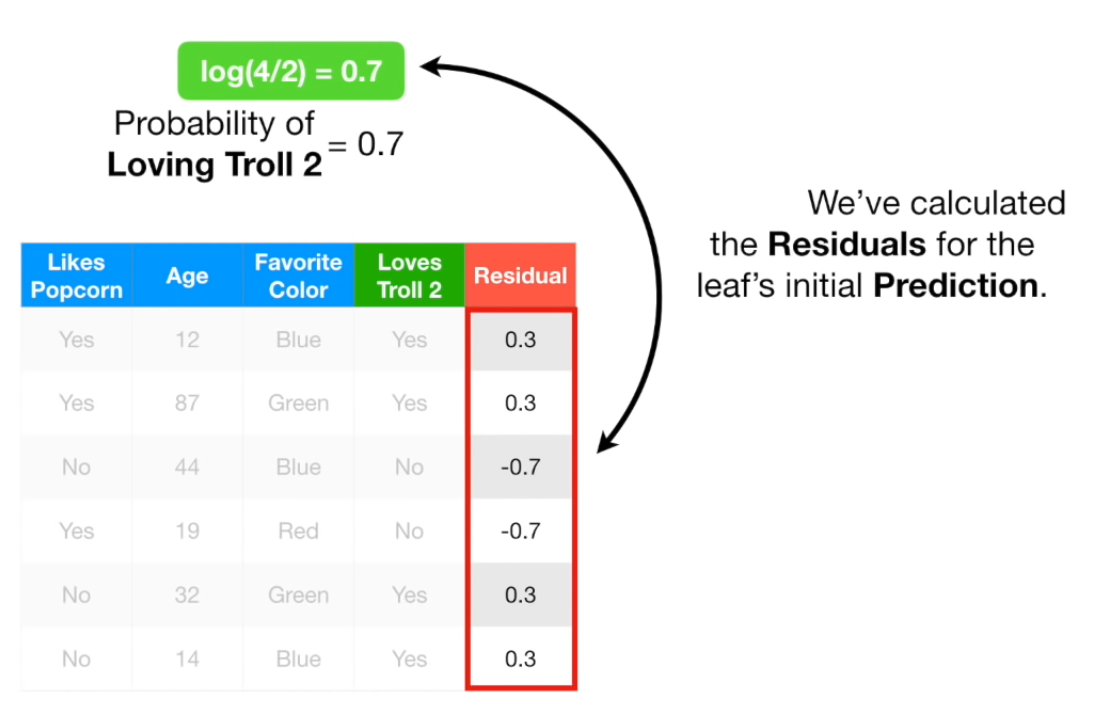 log(4/2) = 0.7
Probability of
Loving Troll 2 = 0.7
We’ve calculated
the Residuals for the
leaf’s initial Prediction.
Likes Popcorn Age Favorite Color Loves Troll 2 Residual
Yes 12 Blue Yes 0.3
Yes 87 Green Yes 0.3
No 44 Blue No -0.7
Yes 19 Red No -0.7
No 32 Green Yes 0.3
No 14 Blue Yes 0.3